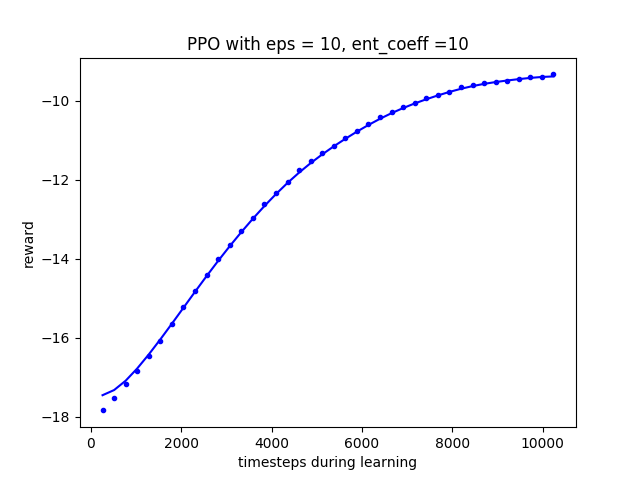 PPO with eps = 10, ent_coeff =10
−10
−12
−14
−16
−18
reward
0 2000 4000 6000 8000 10000
timesteps during learning